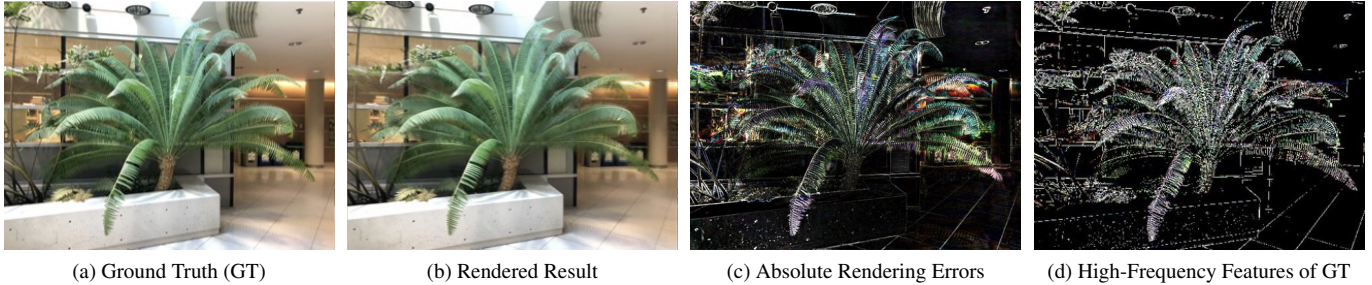 (a) Ground Truth (GT)
(b) Rendered Result
(c) Absolute Rendering Errors
(d) High-Frequency Features of GT